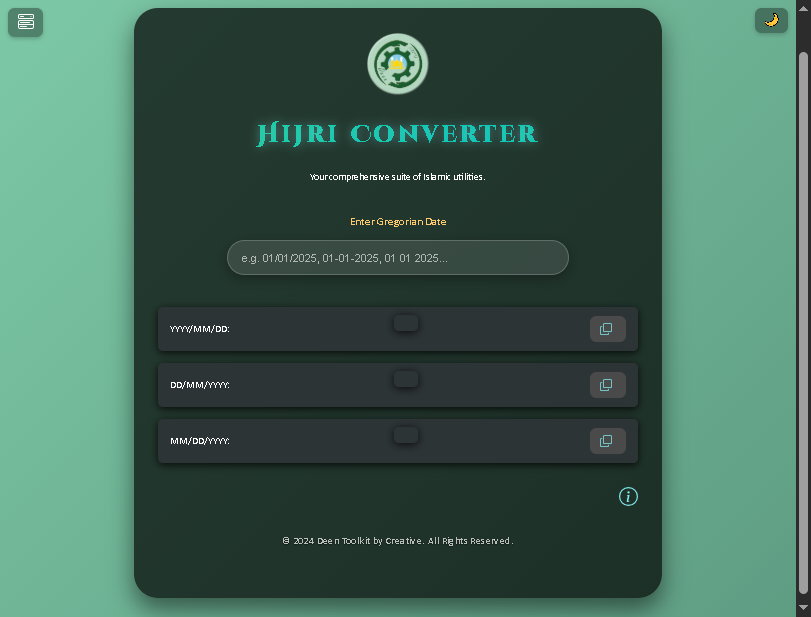 Hijri Converter
Your comprehensive suite of Islamic utilities.
Enter Gregorian Date
e.g. 01/01/2025, 01-01-2025, 01 01 2025...
YYYY/MM/DD:
DD/MM/YYYY:
MM/DD/YYYY:
© 2024 Deen Toolkit by Creative. All Rights Reserved.